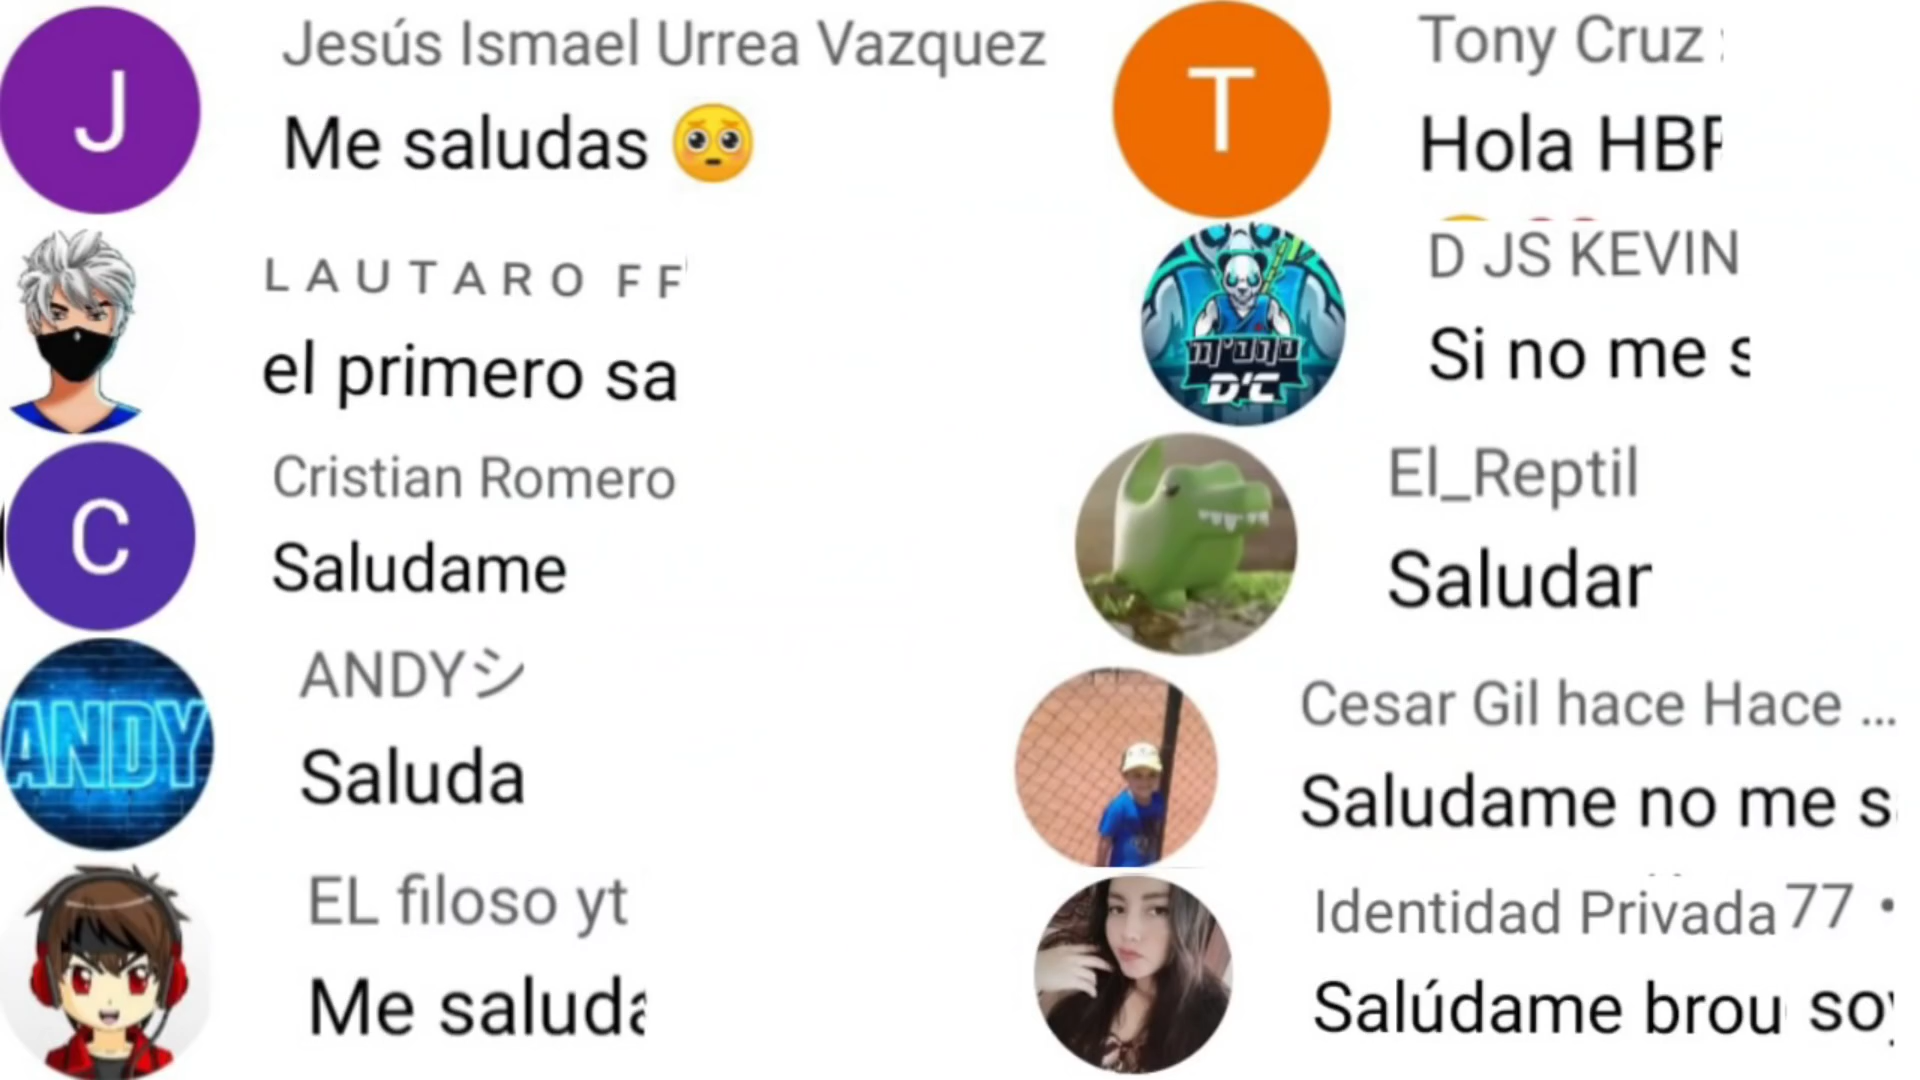 J
Jesús Ismael Urrea Vazquez
Me saludas 🥺
LAUTARO FF
el primero sa
C
Cristian Romero
Saludame
ANDY
ANDYシ
Saluda
EL filoso yt
Me salud
T
Tony Cruz
Hola
D JS KEVIN
Si no me
D'C
El_Reptil
Saludar
Cesar Gil hace Hace ...
Saludame no me s
Identidad Privada 77 •
Salúdame brou so